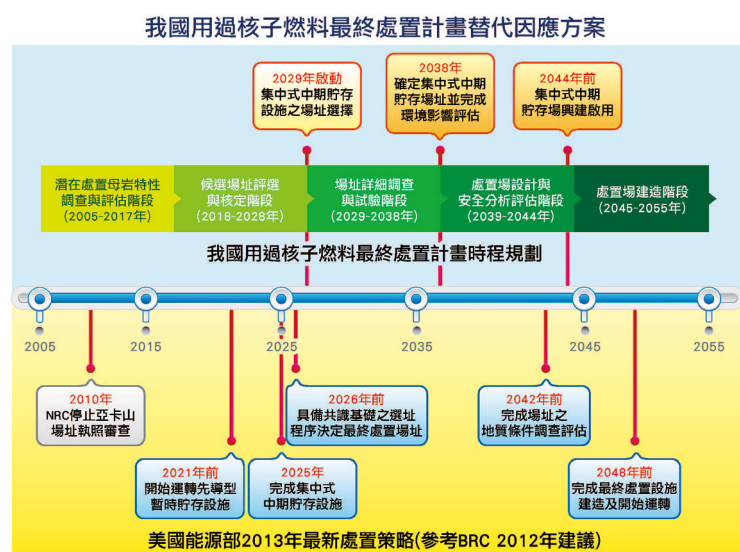 我國用過核子燃料最終處置計畫替代因應方案
2029年啟動
集中式中期貯存
設施之場址選擇
2038年
確定集中式中期
貯存場址並完成
環境影響評估
2044年前
集中式中期
貯存場興建啟用
潛在處置母岩特性
調查與評估階段
(2005-2017年)
候選場址評選
與核定階段
(2018-2028年)
場址詳細調查
與試驗階段
(2029-2038年)
處置場設計與
安全分析評估階段
(2039-2044年)
處置場建造階段
(2045-2055年)
我國用過核子燃料最終處置計畫時程規劃
2005
2015
2025
2035
2045
2055
2010年
NRC停止亞卡山
場址執照審查
2026年前
具備共識基礎之選址
程序決定最終處置場址
2042年前
完成場址之
地質條件調查評估
2021年前
開始運轉先導型
暫時貯存設施
2025年
完成集中式
中期貯存設施
2048年前
完成最終處置設施
建造及開始運轉
美國能源部2013年最新處置策略(參考BRC 2012年建議)